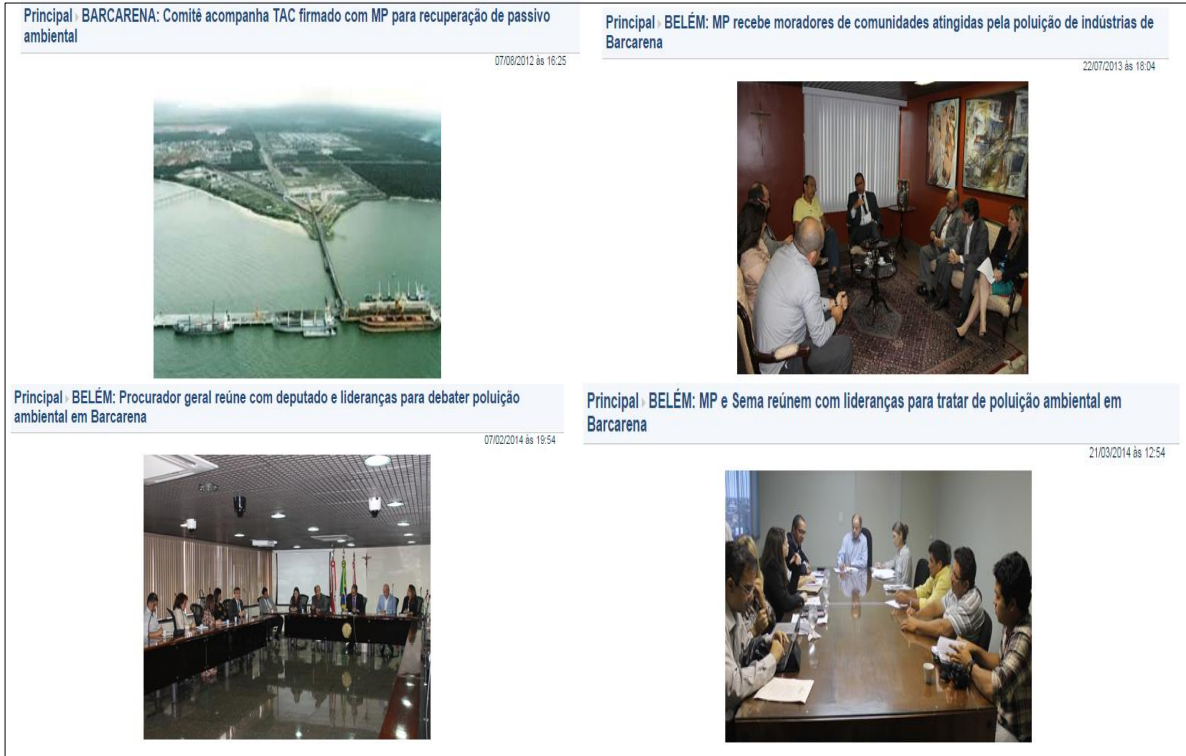 Principal › BARCARENA: Comitê acompanha TAC firmado com MP para recuperação de passivo
ambiental
07/08/2012 às 16:25
Principal › BELÉM: MP recebe moradores de comunidades atingidas pela poluição de indústrias de
Barcarena
22/07/2013 às 18:04
Principal › BELÉM: Procurador geral reúne com deputado e lideranças para debater poluição
ambiental em Barcarena
07/02/2014 às 19:54
Principal › BELÉM: MP e Sema reúnem com lideranças para tratar de poluição ambiental em
Barcarena
21/03/2014 às 12:54